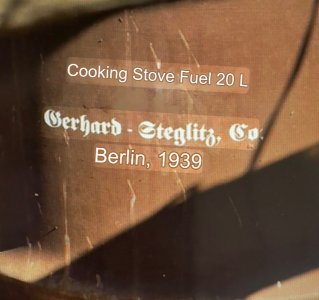 Cooking Stove Fuel 20 L
Gerhard - Steglitz, Co.
Berlin, 1939